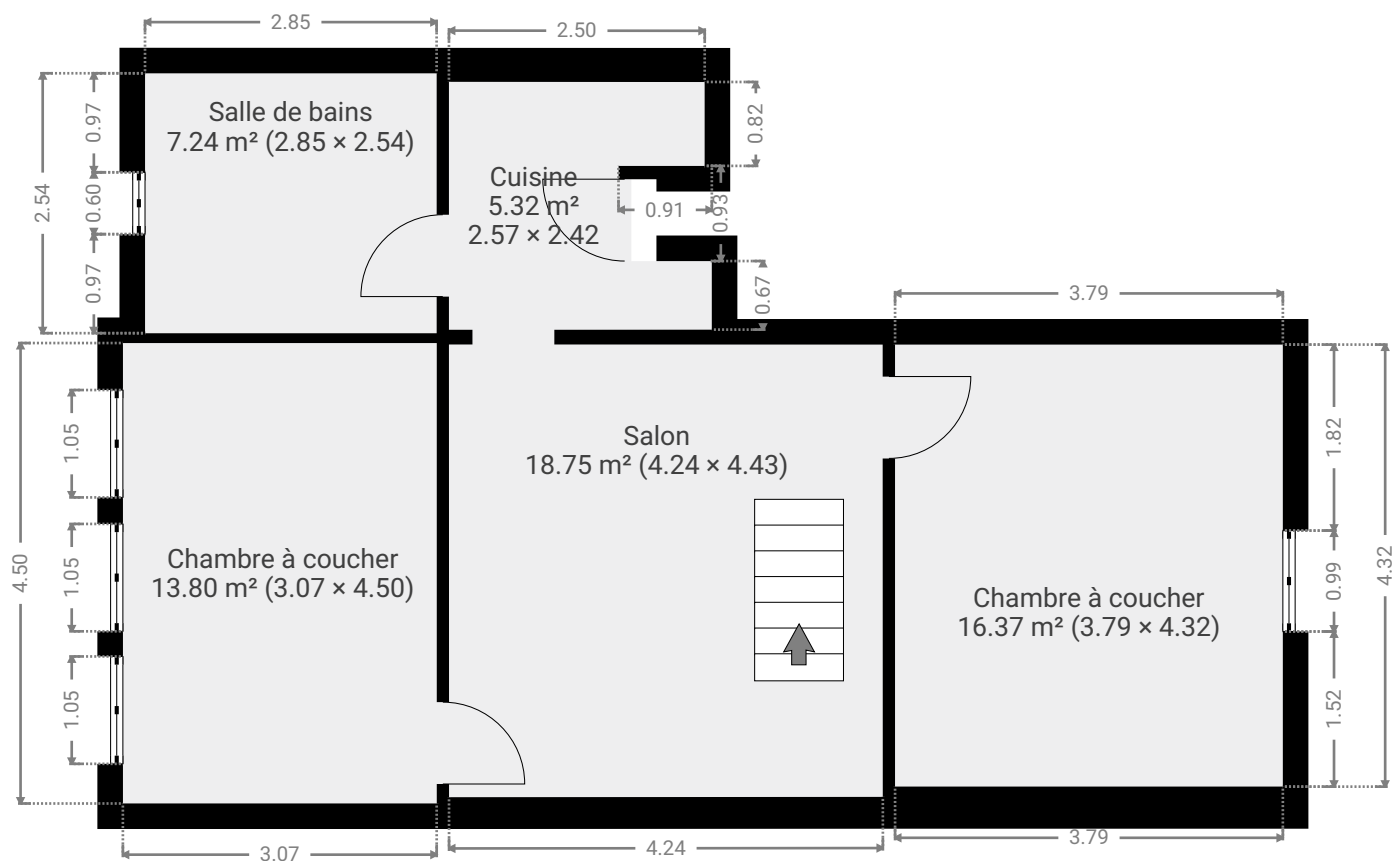 2.85
2.50
Salle de bains
7.24 m² (2.85 × 2.54)
0.97
0.82
Cuisine
5.32 m²
2.57 × 2.42
0.91
0.93
2.54
0.60
0.97
0.67
3.79
1.05
Salon
18.75 m² (4.24 × 4.43)
1.82
Chambre à coucher
13.80 m² (3.07 × 4.50)
4.50
1.05
Chambre à coucher
16.37 m² (3.79 × 4.32)
0.99
4.32
1.05
1.52
3.07
4.24
3.79